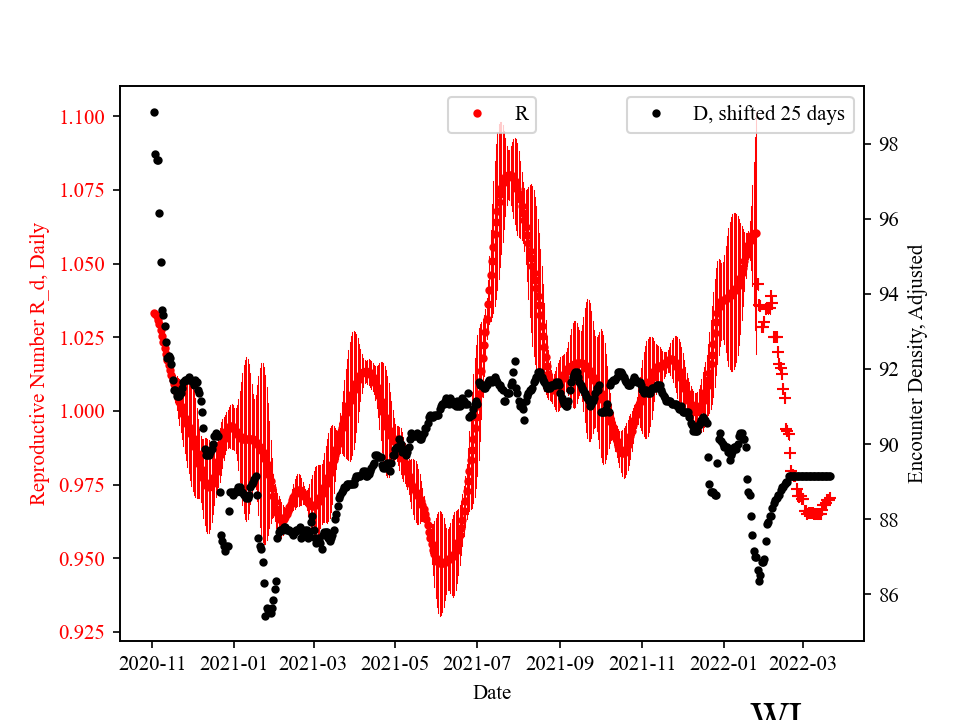 R
D, shifted 25 days
1.100
1.075
1.050
1.025
1.000
0.975
0.950
0.925
Reproductive Number R_d, Daily
98
96
94
92
90
88
86
Encounter Density, Adjusted
2020-11 2021-01 2021-03 2021-05 2021-07 2021-09 2021-11 2022-01 2022-03
Date
WI